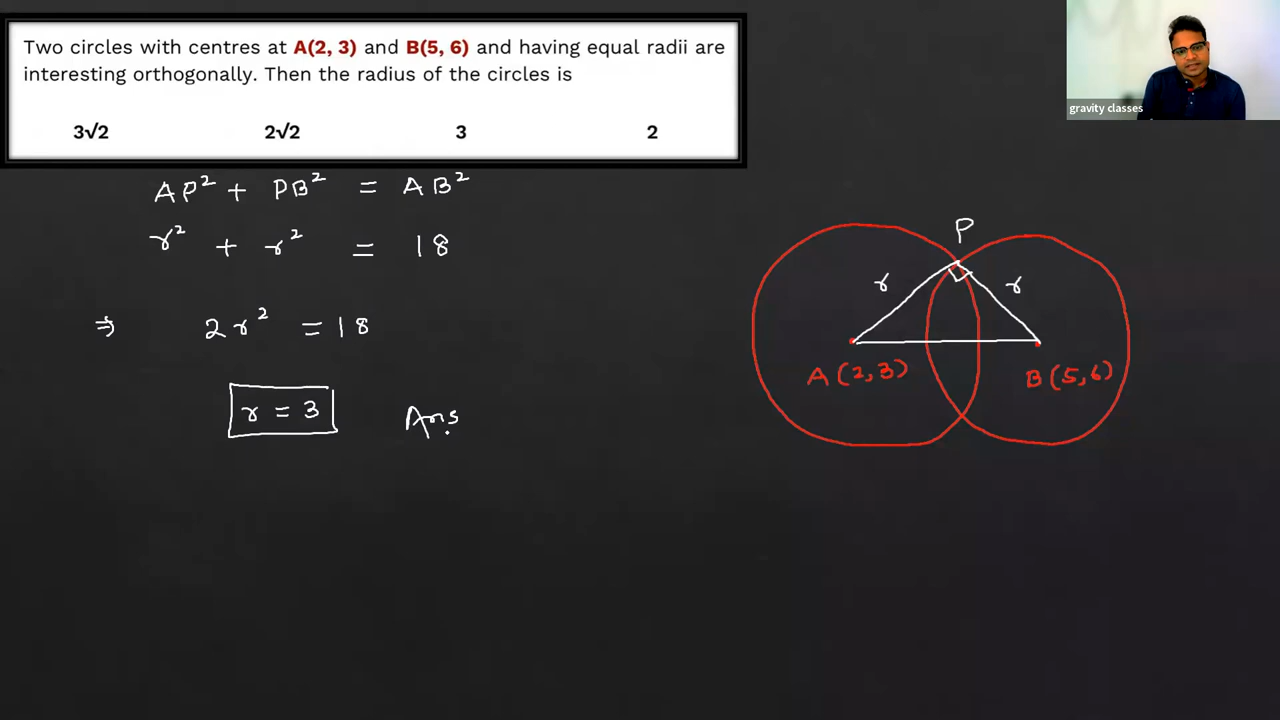 Two circles with centres at A(2, 3) and B(5, 6) and having equal radii are
interesting orthogonally. Then the radius of the circles is
3√2 2√2 3 2
gravity classes
AP² + PB² = AB²
r² + r² = 18
⇒ 2r² = 18
r = 3 Ans
P
r r
A (2,3) B (5,6)